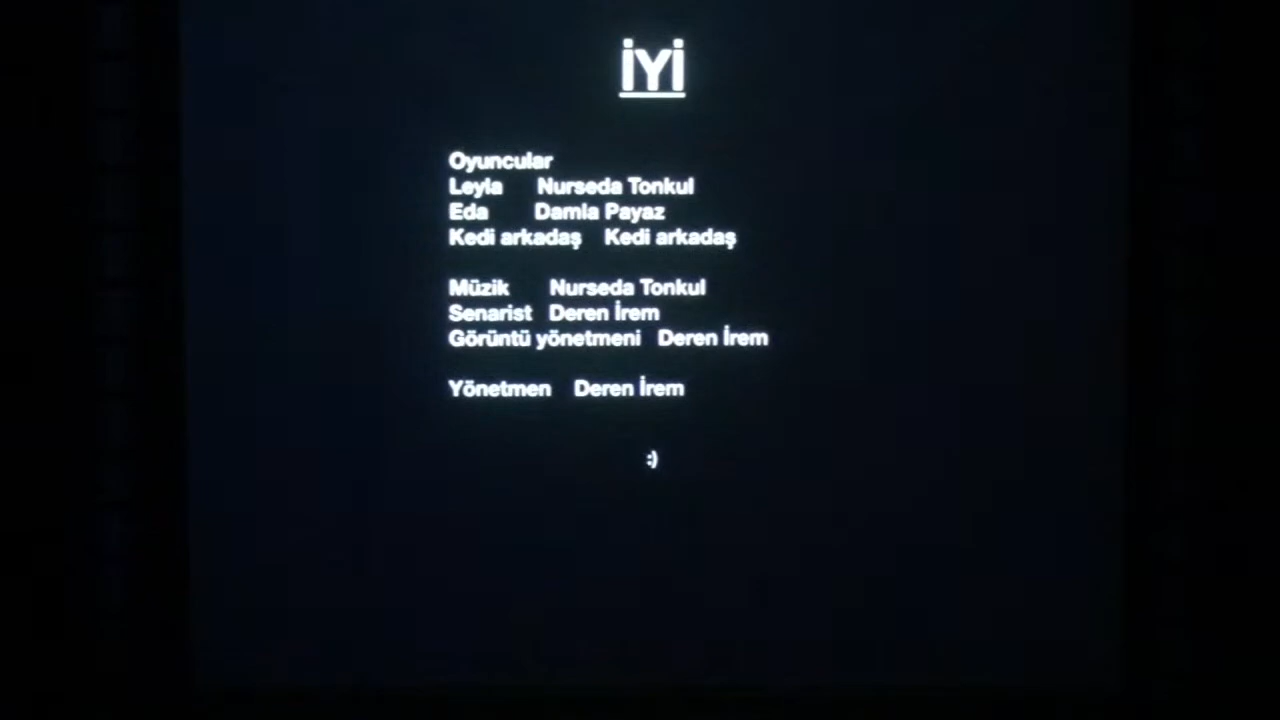 İYİ
Oyuncular
Leyla Nurseda Tonkul
Eda Damla Payaz
Kedi arkadaş Kedi arkadaş
Müzik Nurseda Tonkul
Senarist Deren İrem
Görüntü yönetmeni Deren İrem
Yönetmen Deren İrem
:)